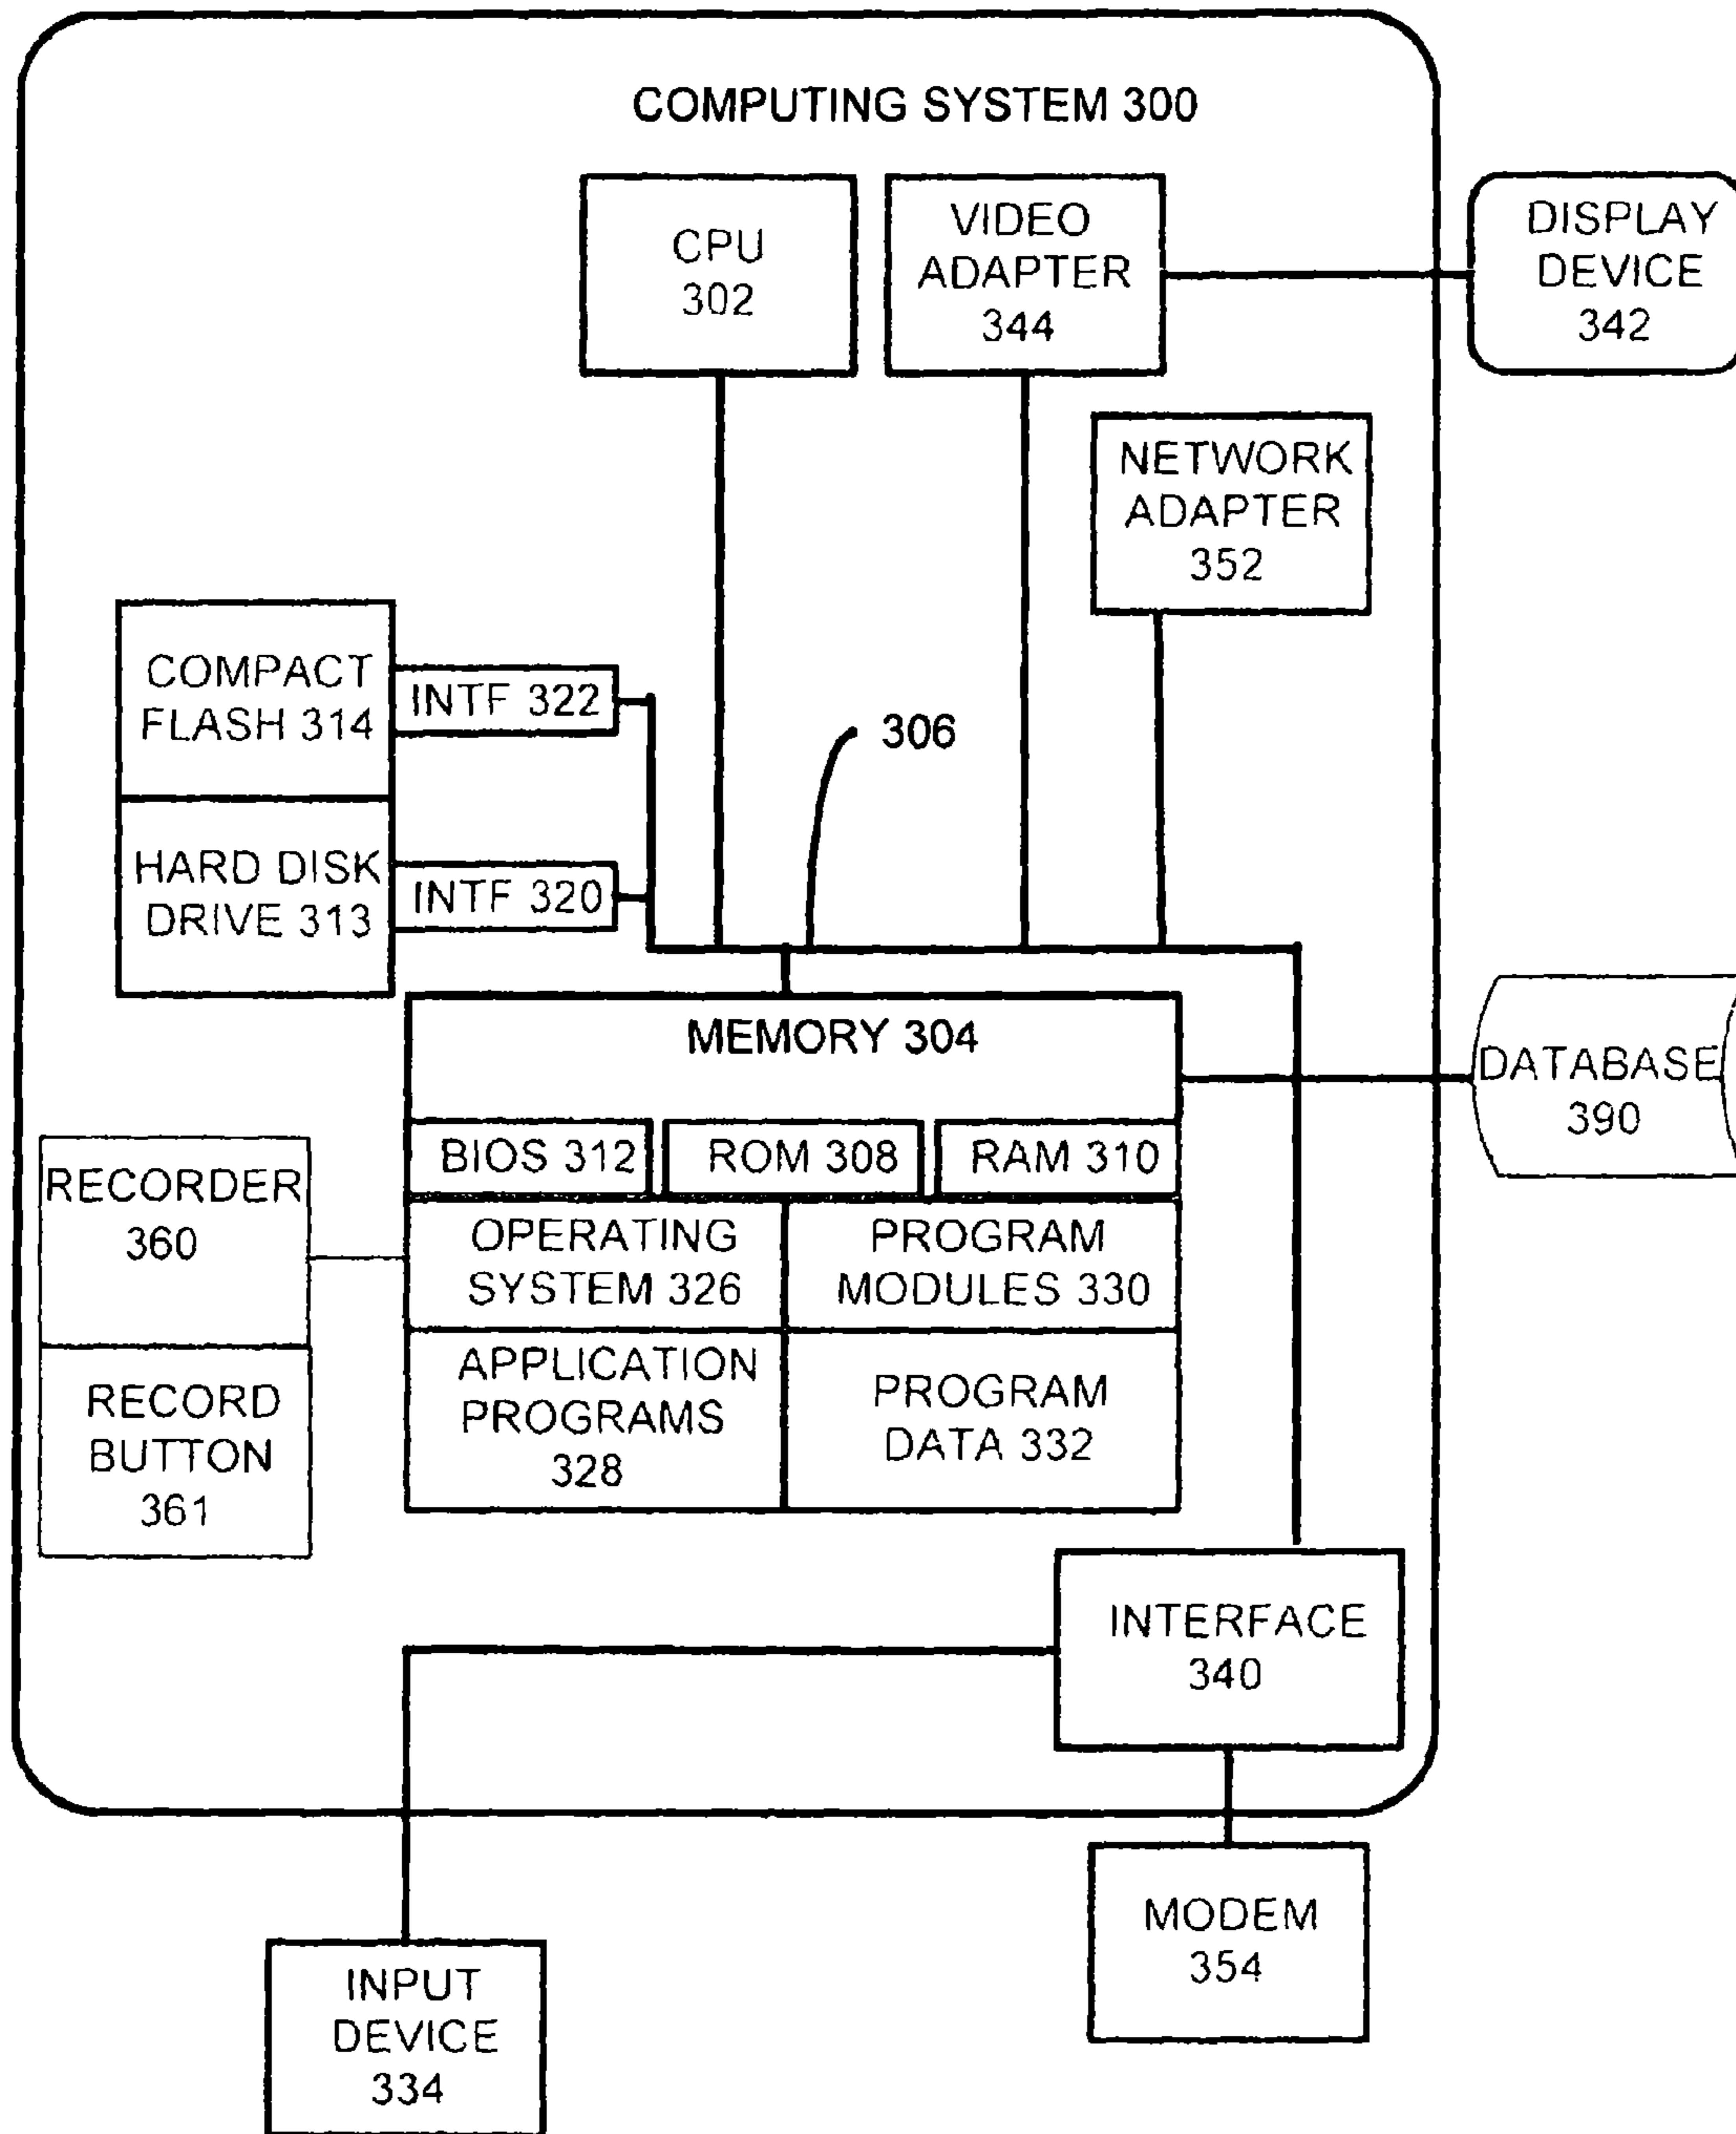 COMPUTING SYSTEM 300
CPU
302
VIDEO
ADAPTER
344
DISPLAY
DEVICE
342
NETWORK
ADAPTER
352
COMPACT
FLASH 314
INTF 322
306
HARD DISK
DRIVE 313
INTF 320
MEMORY 304
DATABASE
390
BIOS 312
ROM 308
RAM 310
RECORDER
360
OPERATING
SYSTEM 326
PROGRAM
MODULES 330
RECORD
BUTTON
361
APPLICATION
PROGRAMS
328
PROGRAM
DATA 332
INTERFACE
340
MODEM
354
INPUT
DEVICE
334